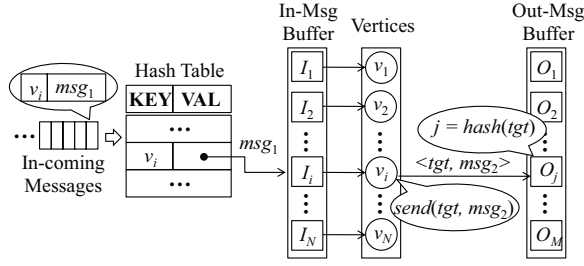 In-Msg Buffer
Vertices
Out-Msg Buffer
v_i msg_1
Hash Table
KEY VAL
...
v_i
...
... 
In-coming Messages
msg_1
I_1
I_2
...
I_i
...
I_N
v_1
v_2
...
v_i
...
v_N
j = hash(tgt)
<tgt, msg_2>
send(tgt, msg_2)
O_1
O_2
...
O_j
...
O_M